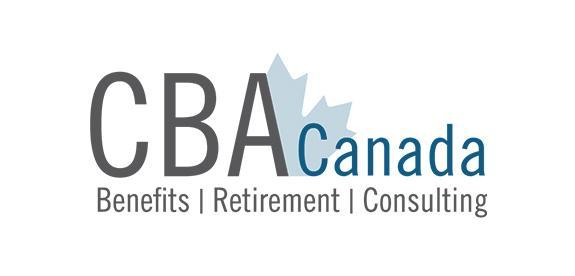 CBA Canada
Benefits | Retirement | Consulting